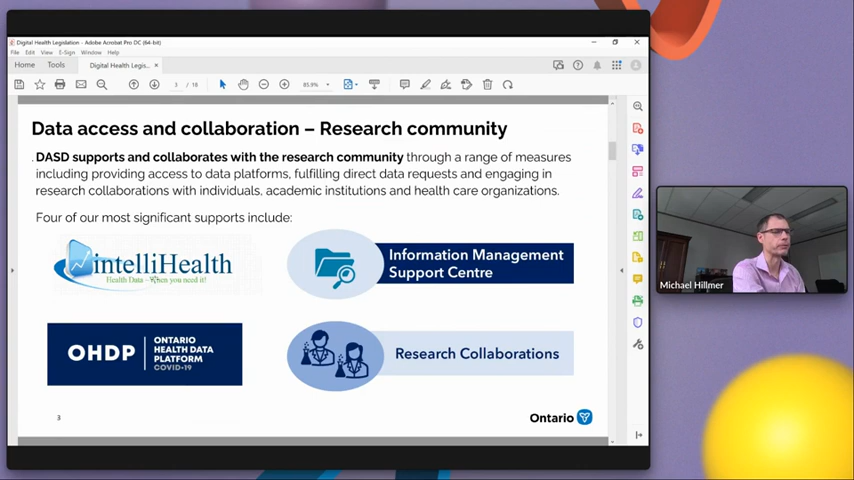 Digital Health Legislation - Adobe Acrobat Pro DC (64-bit)
File Edit View E-Sign Window Help
Home Tools Digital Health Legis... ×
3 / 16 85.9%
Data access and collaboration – Research community
. DASD supports and collaborates with the research community through a range of measures
including providing access to data platforms, fulfilling direct data requests and engaging in
research collaborations with individuals, academic institutions and health care organizations.
Four of our most significant supports include:
intelliHealth
Health Data – When you need it!
Information Management
Support Centre
OHDP ONTARIO
HEALTH DATA
PLATFORM
COVID-19
Research Collaborations
3
Ontario
Michael Hillmer